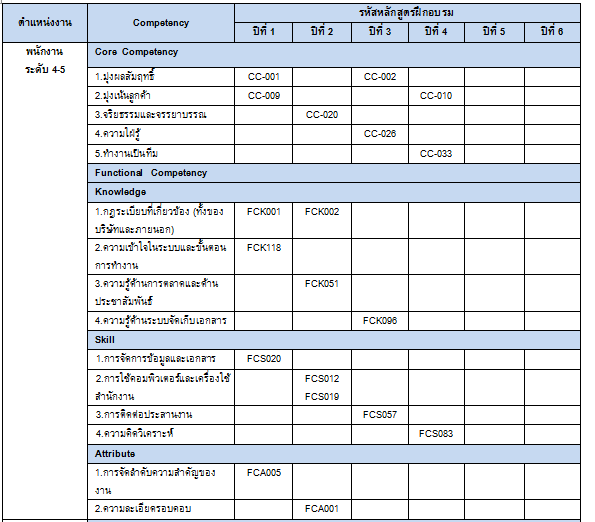 ตำแหน่งงาน Competency รหัสหลักสูตรฝึกอบรม
ปีที่ 1 ปีที่ 2 ปีที่ 3 ปีที่ 4 ปีที่ 5 ปีที่ 6
พนักงาน
ระดับ 4-5
Core Competency
1.มุ่งผลสัมฤทธิ์ CC-001 CC-002
2.มุ่งเน้นลูกค้า CC-009 CC-010
3.จริยธรรมและจรรยาบรรณ CC-020
4.ความใฝ่รู้ CC-026
5.ทำงานเป็นทีม CC-033
Functional Competency
Knowledge
1.กฎระเบียบที่เกี่ยวข้อง (ทั้งของ FCK001 FCK002
บริษัทและภายนอก)
2.ความเข้าใจในระบบและขั้นตอน FCK118
การทำงาน
3.ความรู้ด้านการตลาดและด้าน FCK051
ประชาสัมพันธ์
4.ความรู้ด้านระบบจัดเก็บเอกสาร FCK096
Skill
1.การจัดการข้อมูลและเอกสาร FCS020
2.การใช้คอมพิวเตอร์และเครื่องใช้ FCS012
สำนักงาน FCS019
3.การติดต่อประสานงาน FCS057
4.ความคิดวิเคราะห์ FCS083
Attribute
1.การจัดลำดับความสำคัญของ FCA005
งาน
2.ความละเอียดรอบคอบ FCA001